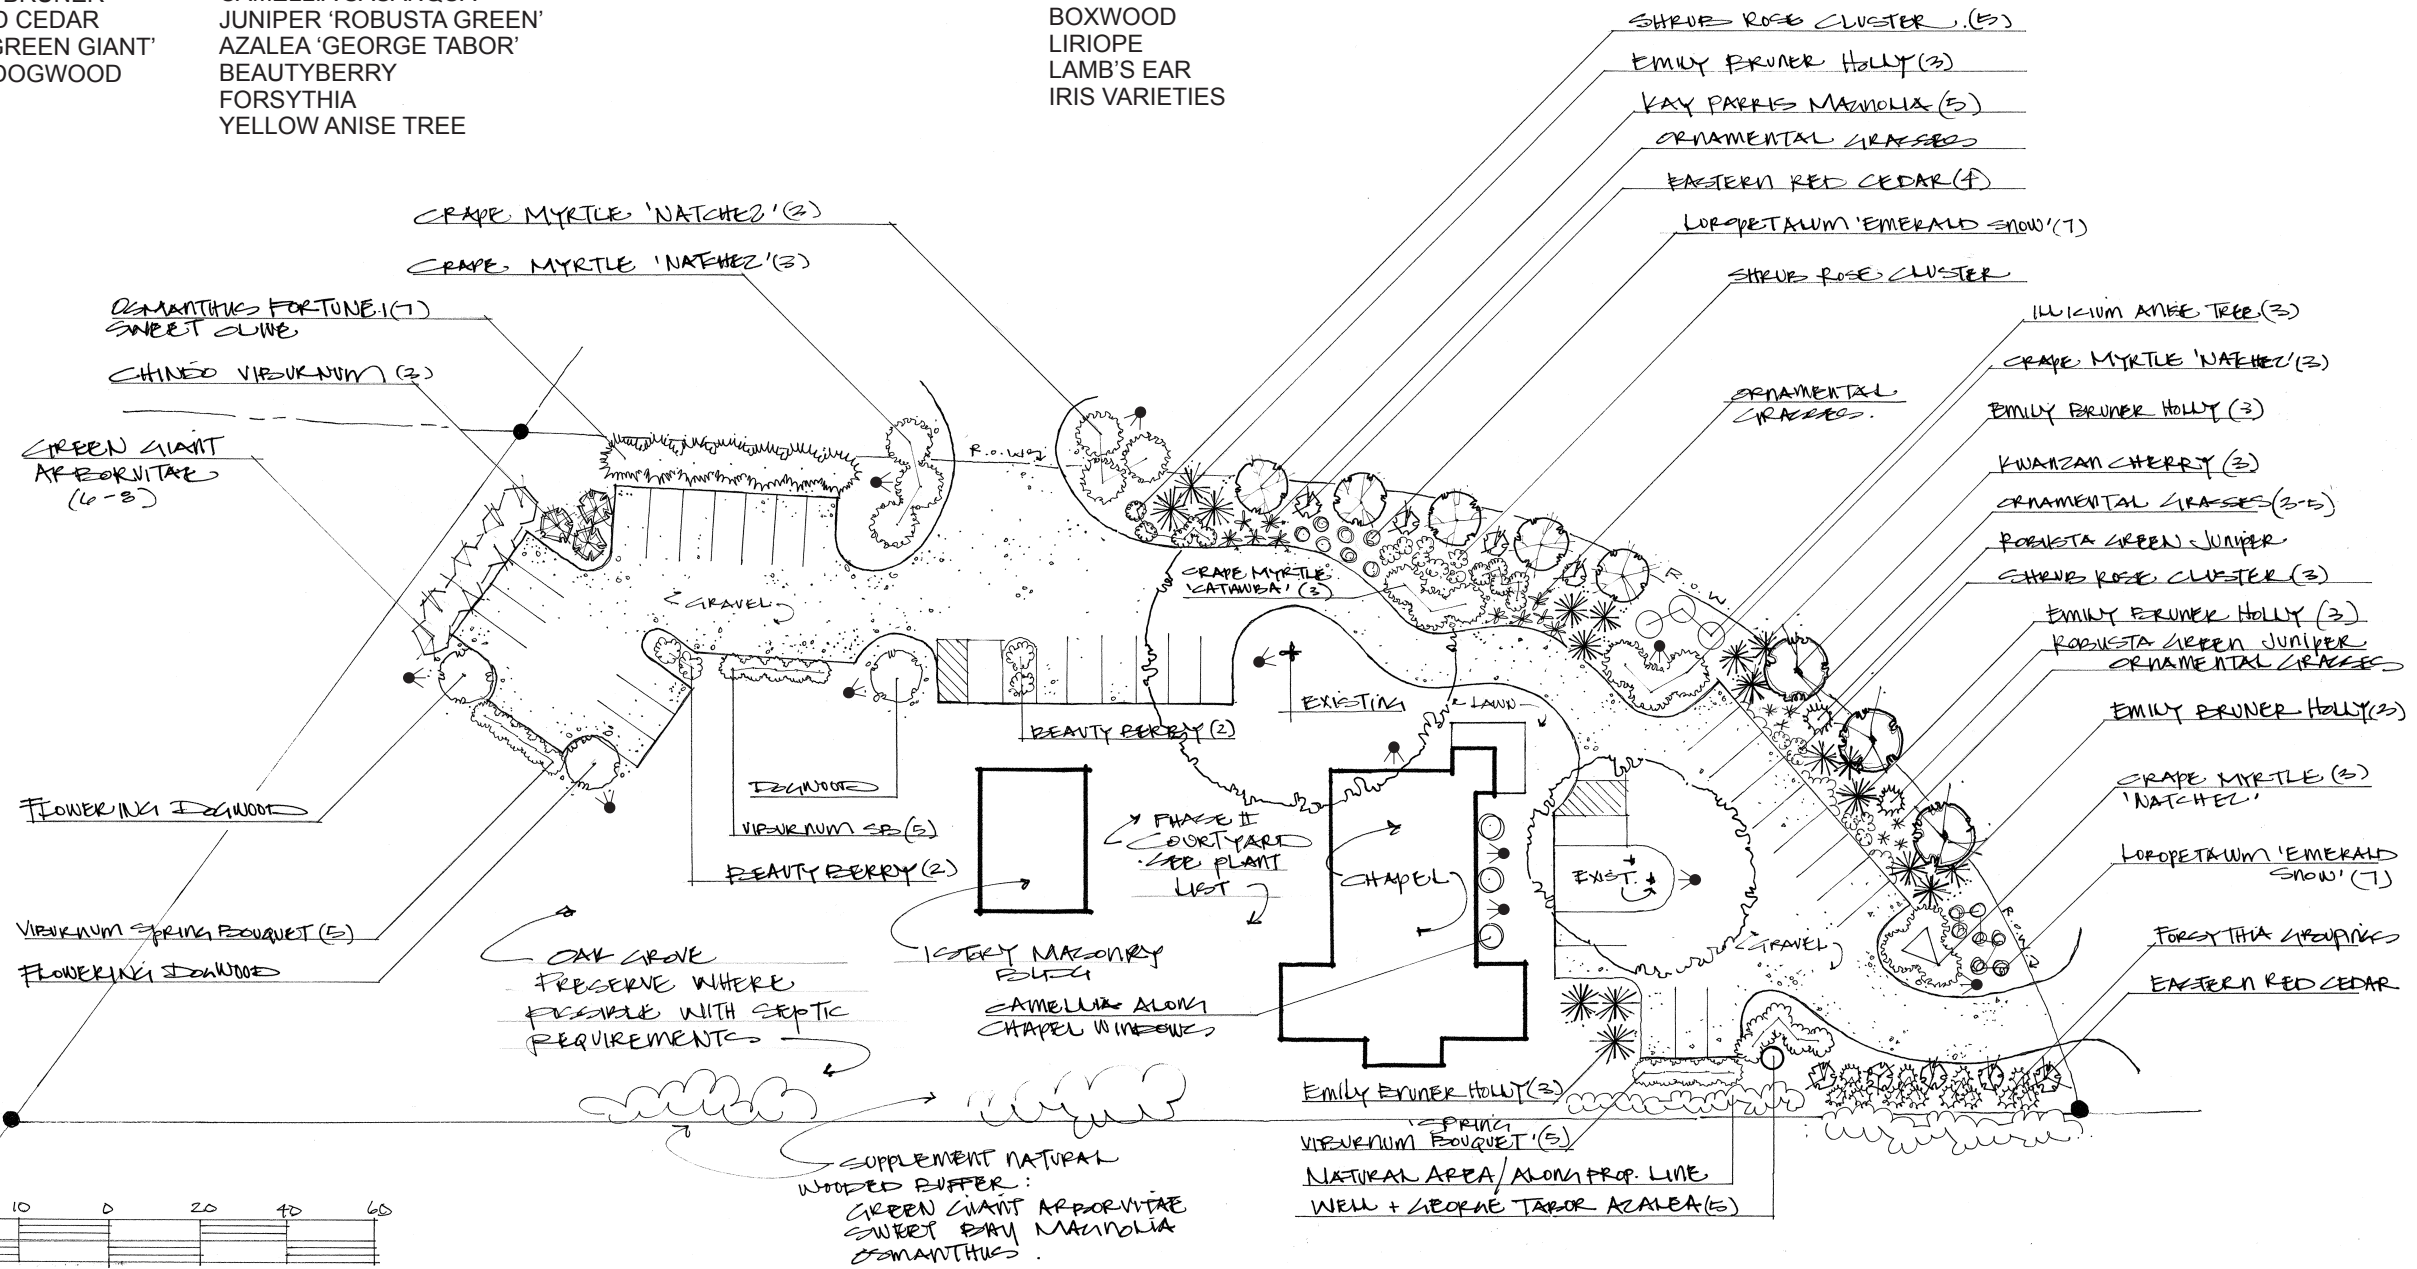 BRUNER
CEDAR
GREEN GIANT'
DOGWOOD
CAMELLIA SASANQUA
JUNIPER 'ROBUSTA GREEN'
AZALEA 'GEORGE TABOR'
BEAUTYBERRY
FORSYTHIA
YELLOW ANISE TREE
BOXWOOD
LIRIOPE
LAMB'S EAR
IRIS VARIETIES
SHRUB ROSE CLUSTER (5)
EMILY BRUNER HOLLY (3)
KAY PARRIS MAGNOLIA (5)
ORNAMENTAL GRASSES
EASTERN RED CEDAR (4)
LOROPETALUM 'EMERALD SNOW' (7)
SHRUB ROSE CLUSTER
ORNAMENTAL
GRASSES.
ILLICIUM ANISE TREE (3)
CRAPE MYRTLE 'NATCHEZ' (3)
EMILY BRUNER HOLLY (3)
KWANZAN CHERRY (3)
ORNAMENTAL GRASSES (3-5)
ROBUSTA GREEN JUNIPER
SHRUB ROSE CLUSTER (3)
EMILY BRUNER HOLLY (3)
ROBUSTA GREEN JUNIPER
ORNAMENTAL GRASSES
EMILY BRUNER HOLLY (3)
CRAPE MYRTLE (3)
'NATCHEZ'
LOROPETALUM 'EMERALD
SNOW' (7)
FORSYTHIA GROUPINGS
EASTERN RED CEDAR
CRAPE MYRTLE 'NATCHEZ' (3)
CRAPE MYRTLE 'NATCHEZ' (3)
OSMANTHUS FORTUNEI (7)
SWEET OLIVE
CHINDO VIBURNUM (3)
GREEN GIANT
ARBORVITAE
(6-8)
FLOWERING DOGWOOD
VIBURNUM SPRING BOUQUET (5)
FLOWERING DOGWOOD
R.O.W.
GRAVEL
CRAPE MYRTLE
'CATAWBA' (3)
R.O.W.
EXISTING
LAWN
BEAUTY BERRY (2)
DOGWOOD
VIBURNUM SB (5)
BEAUTY BERRY (2)
PHASE II
COURTYARD
SEE PLANT
LIST
CHAPEL
EXIST.
GRAVEL
R.O.W.
OAK GROVE
PRESERVE WHERE
POSSIBLE WITH SEPTIC
REQUIREMENTS
1 STORY MASONRY
BLDG
CAMELLIA ALONG
CHAPEL WINDOWS
EMILY BRUNER HOLLY (3)
'SPRING
VIBURNUM BOUQUET' (5)
NATURAL AREA / ALONG PROP. LINE
WELL + GEORGE TABOR AZALEA (5)
SUPPLEMENT NATURAL
WOODED BUFFER:
GREEN GIANT ARBORVITAE
SWEET BAY MAGNOLIA
OSMANTHUS.
10 0 20 40 60